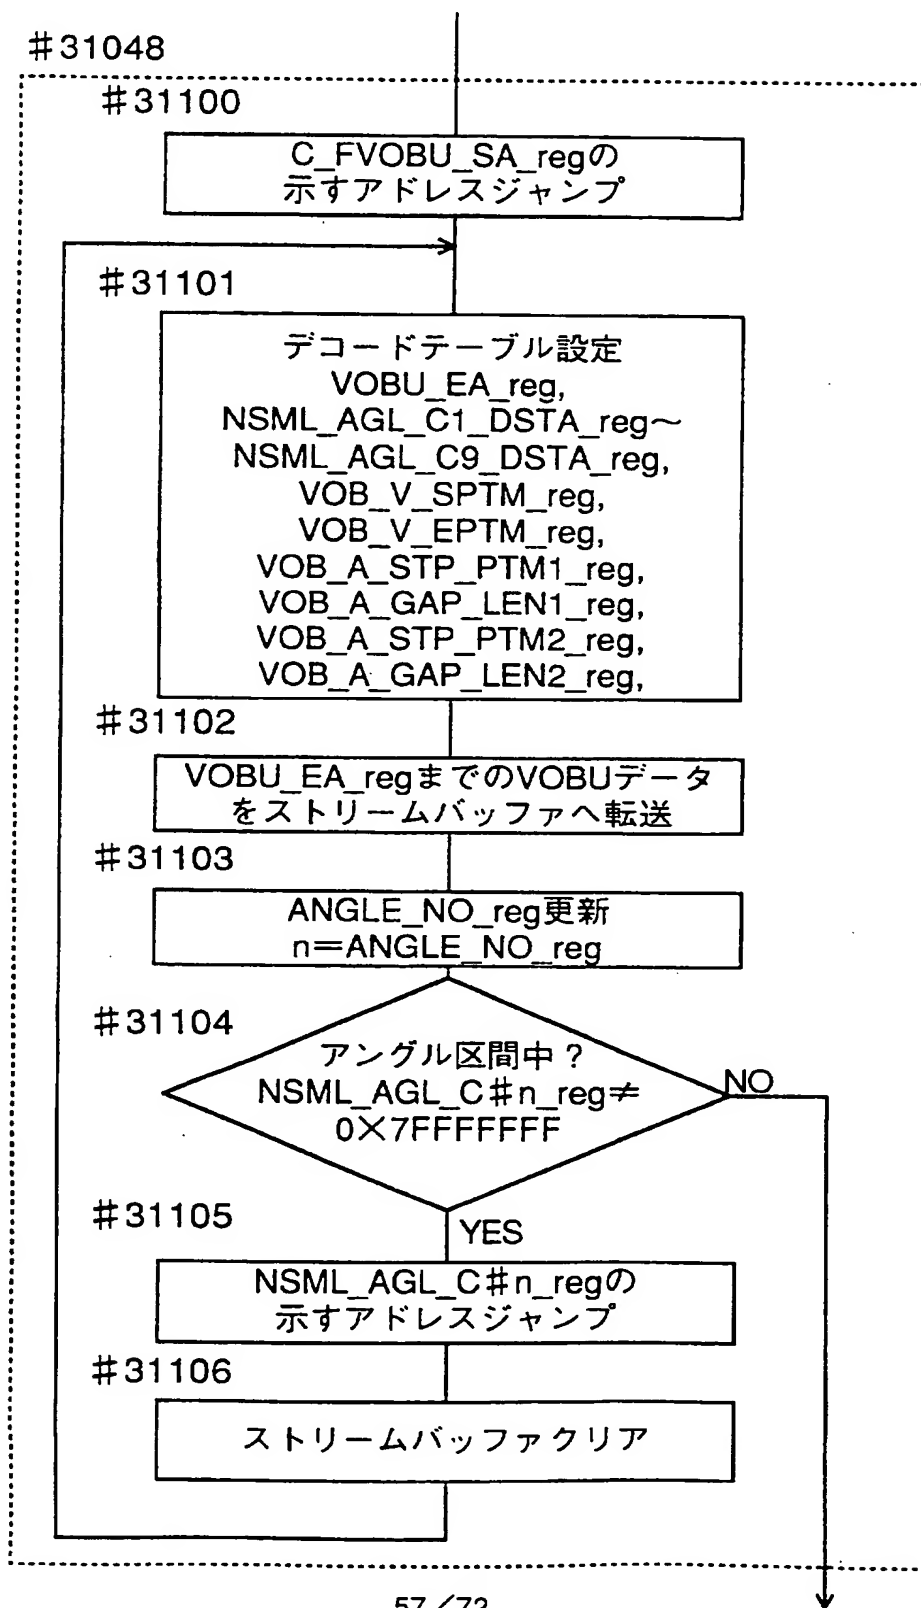 #31048
#31100
C_FVOBU_SA_regの
示すアドレスジャンプ
#31101
デコードテーブル設定
VOBU_EA_reg,
NSML_AGL_C1_DSTA_reg〜
NSML_AGL_C9_DSTA_reg,
VOB_V_SPTM_reg,
VOB_V_EPTM_reg,
VOB_A_STP_PTM1_reg,
VOB_A_GAP_LEN1_reg,
VOB_A_STP_PTM2_reg,
VOB_A_GAP_LEN2_reg,
#31102
VOBU_EA_regまでのVOBUデータ
をストリームバッファへ転送
#31103
ANGLE_NO_reg更新
n=ANGLE_NO_reg
#31104
アングル区間中?
NSML_AGL_C#n_reg≠
0×7FFFFFFF
NO
#31105
YES
NSML_AGL_C#n_regの
示すアドレスジャンプ
#31106
ストリームバッファクリア
57/72